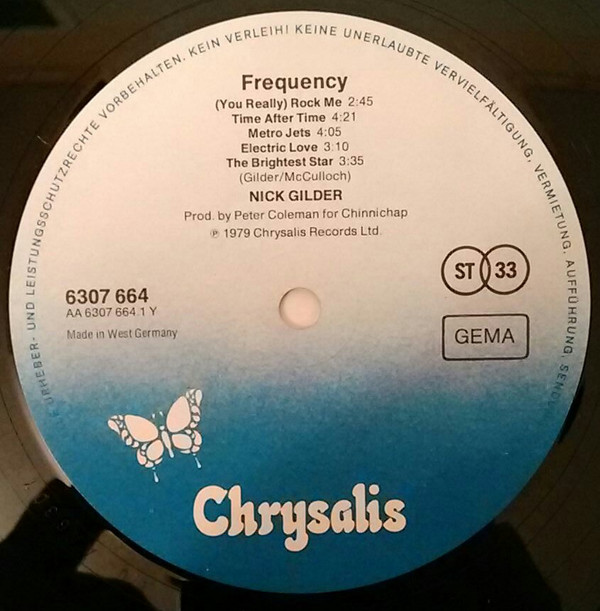 URHEBER- UND LEISTUNGSSCHUTZRECHTE VORBEHALTEN. KEIN VERLEIH! KEINE UNERLAUBTE VERVIELFÄLTIGUNG, VERMIETUNG, AUFFÜHRUNG,
Frequency
(You Really) Rock Me 2:45
Time After Time 4:21
Metro Jets 4:05
Electric Love 3:10
The Brightest Star 3:35
(Gilder/McCulloch)
NICK GILDER
Prod. by Peter Coleman for Chinnichap
℗ 1979 Chrysalis Records Ltd.
ST 33
6307 664
AA 6307 664.1 Y
Made in West Germany
GEMA
Chrysalis